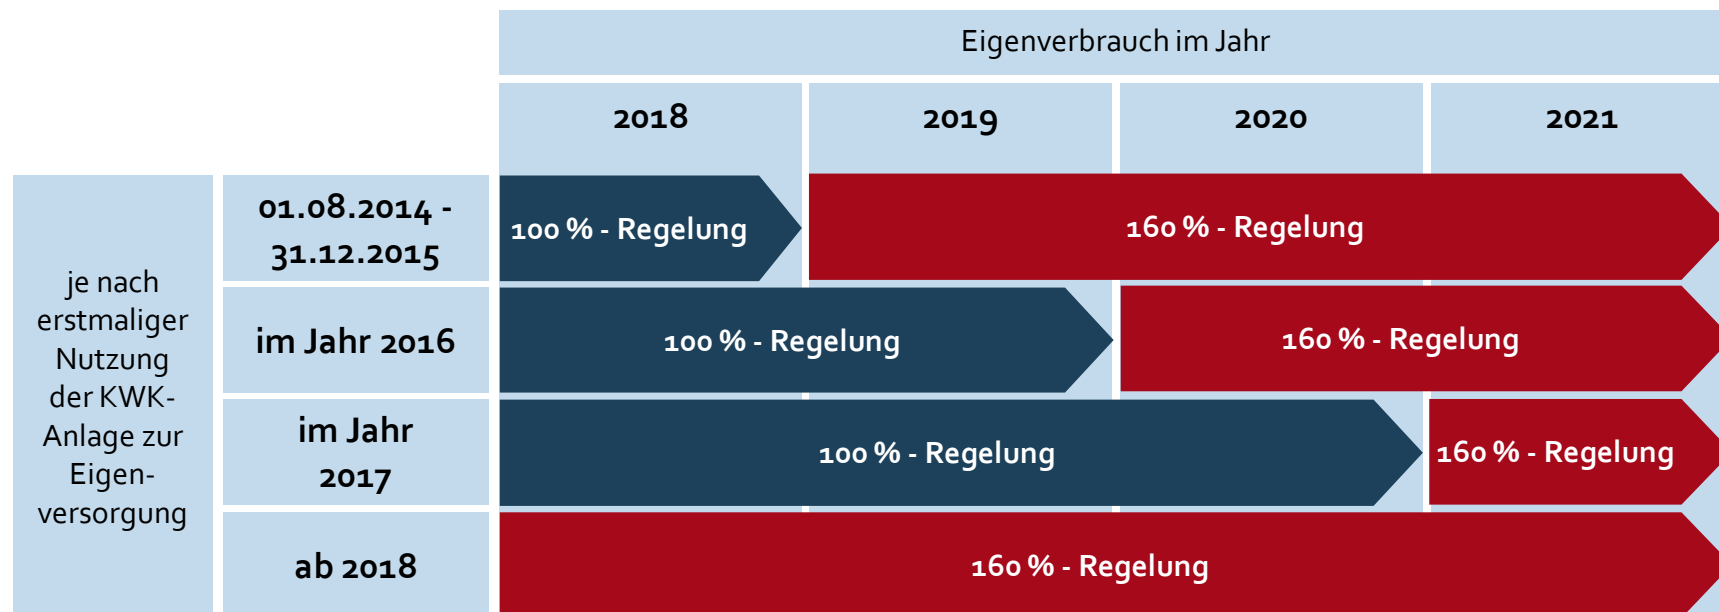 Eigenverbrauch im Jahr
2018 2019 2020 2021
je nach
erstmaliger
Nutzung
der KWK-
Anlage zur
Eigen-
versorgung
01.08.2014 -
31.12.2015
100 % - Regelung 160 % - Regelung
im Jahr 2016 100 % - Regelung 160 % - Regelung
im Jahr
2017
100 % - Regelung 160 % - Regelung
ab 2018 160 % - Regelung